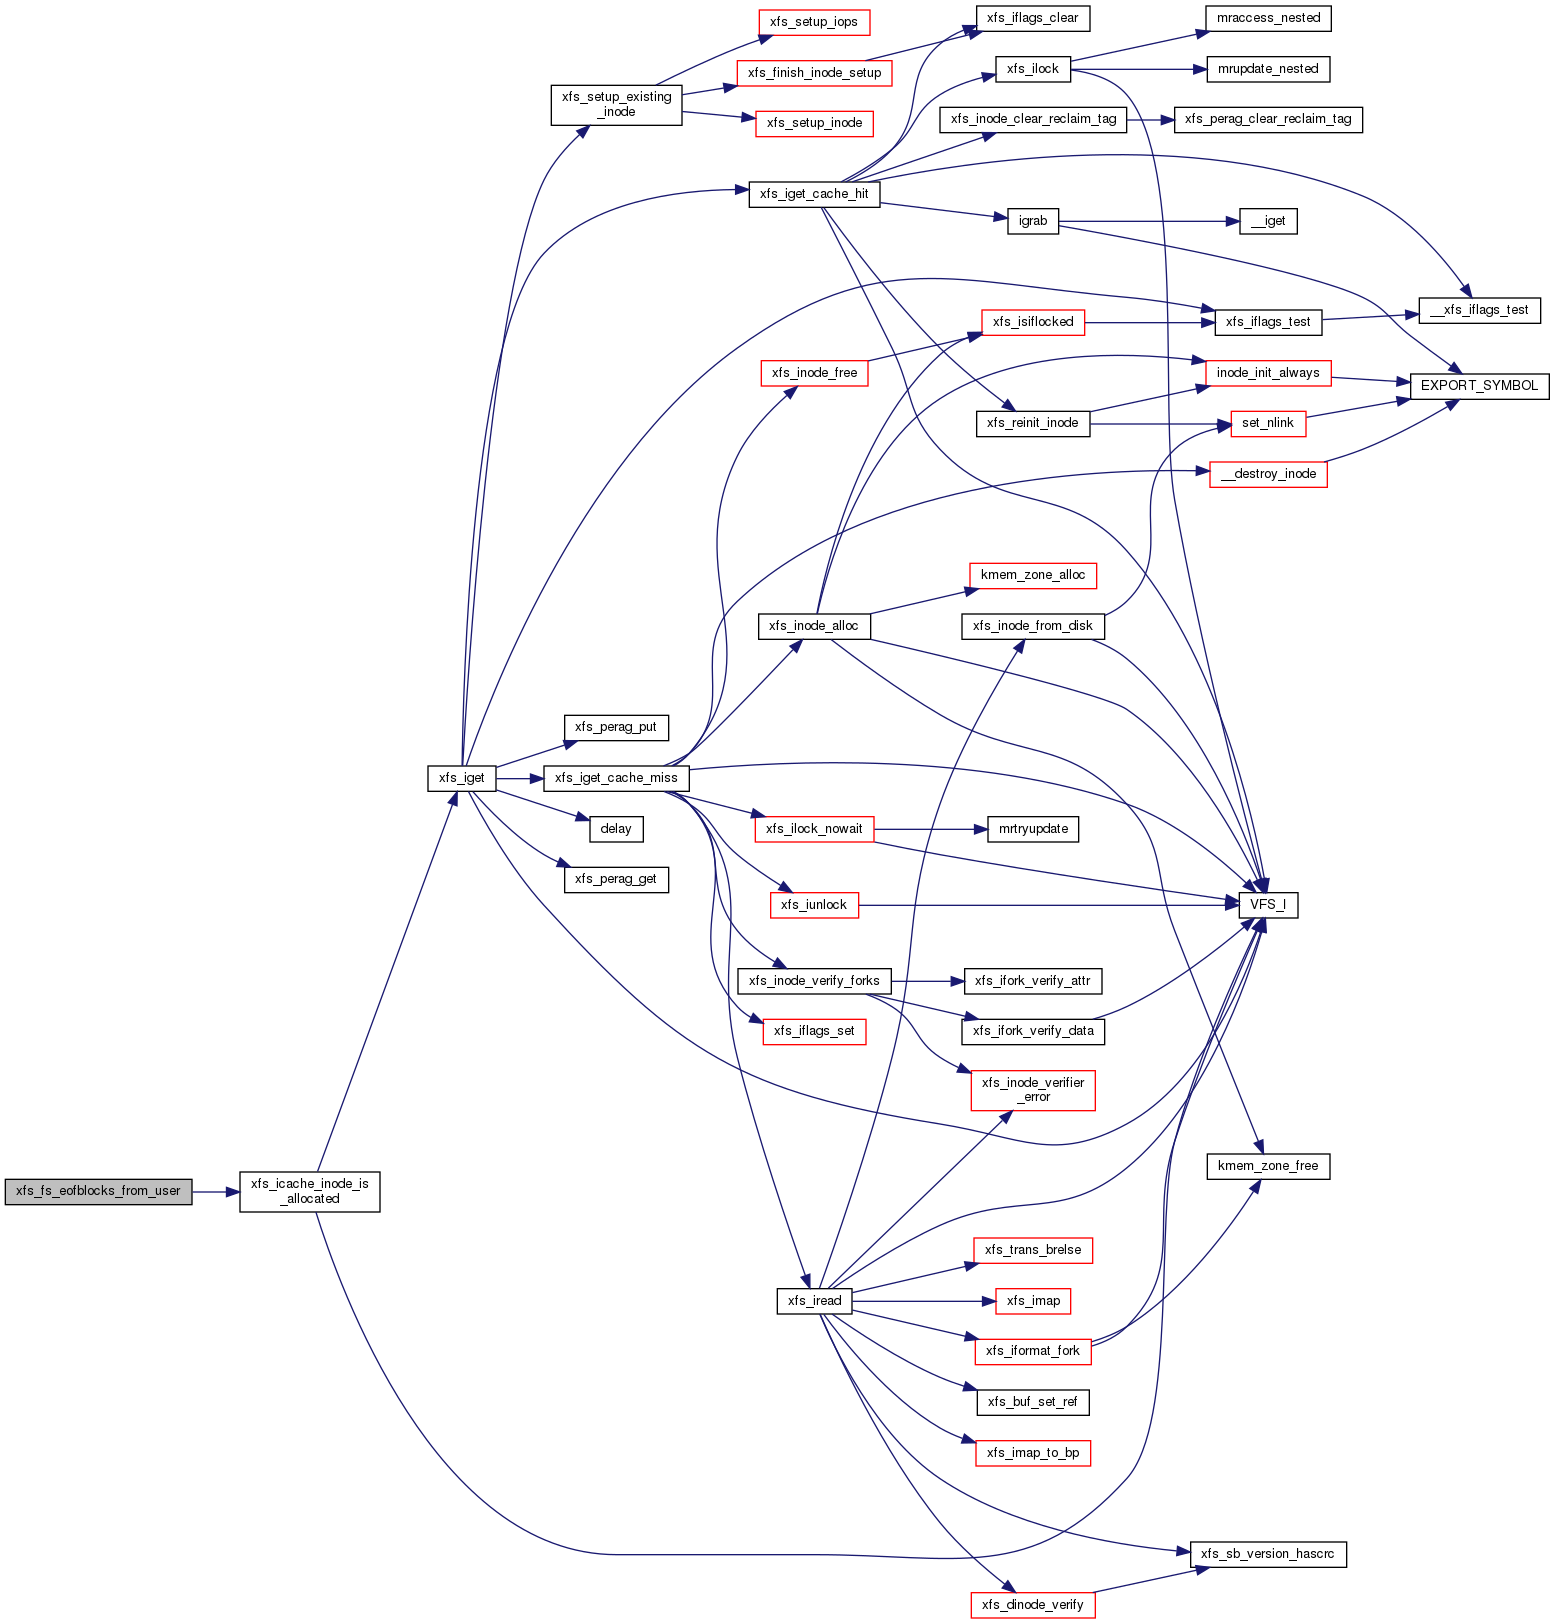 xfs_setup_iops
xfs_iflags_clear
mraccess_nested
xfs_finish_inode_setup
xfs_ilock
mrupdate_nested
xfs_setup_existing
_inode
xfs_setup_inode
xfs_inode_clear_reclaim_tag
xfs_perag_clear_reclaim_tag
xfs_iget_cache_hit
igrab
__iget
xfs_isiflocked
xfs_iflags_test
__xfs_iflags_test
xfs_inode_free
inode_init_always
EXPORT_SYMBOL
xfs_reinit_inode
set_nlink
__destroy_inode
kmem_zone_alloc
xfs_inode_alloc
xfs_inode_from_disk
xfs_perag_put
xfs_iget
xfs_iget_cache_miss
delay
xfs_ilock_nowait
mrtryupdate
xfs_perag_get
xfs_iunlock
VFS_I
xfs_inode_verify_forks
xfs_ifork_verify_attr
xfs_iflags_set
xfs_ifork_verify_data
xfs_inode_verifier
_error
kmem_zone_free
xfs_fs_eofblocks_from_user
xfs_icache_inode_is
_allocated
xfs_trans_brelse
xfs_iread
xfs_imap
xfs_iformat_fork
xfs_buf_set_ref
xfs_imap_to_bp
xfs_sb_version_hascrc
xfs_dinode_verify